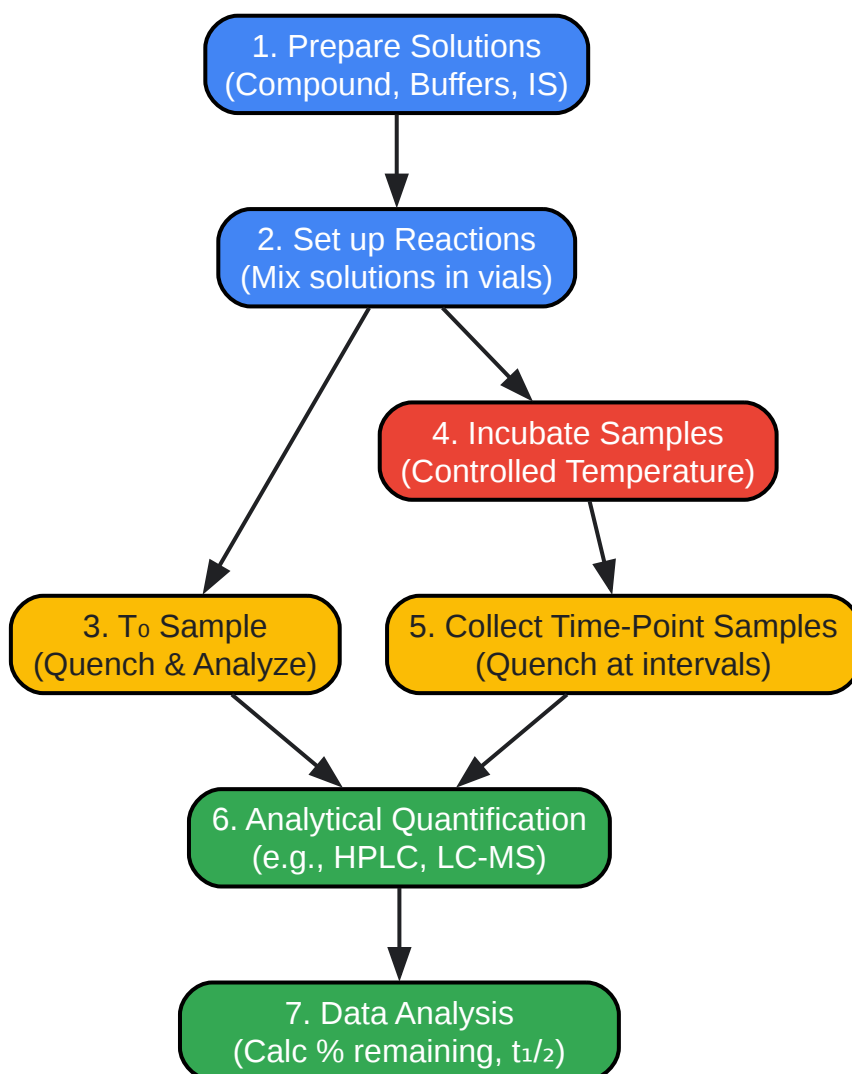 1. Prepare Solutions
(Compound, Buffers, IS)
2. Set up Reactions
(Mix solutions in vials)
4. Incubate Samples
(Controlled Temperature)
3. T₀ Sample
(Quench & Analyze)
5. Collect Time-Point Samples
(Quench at intervals)
6. Analytical Quantification
(e.g., HPLC, LC-MS)
7. Data Analysis
(Calc % remaining, t₁/₂)